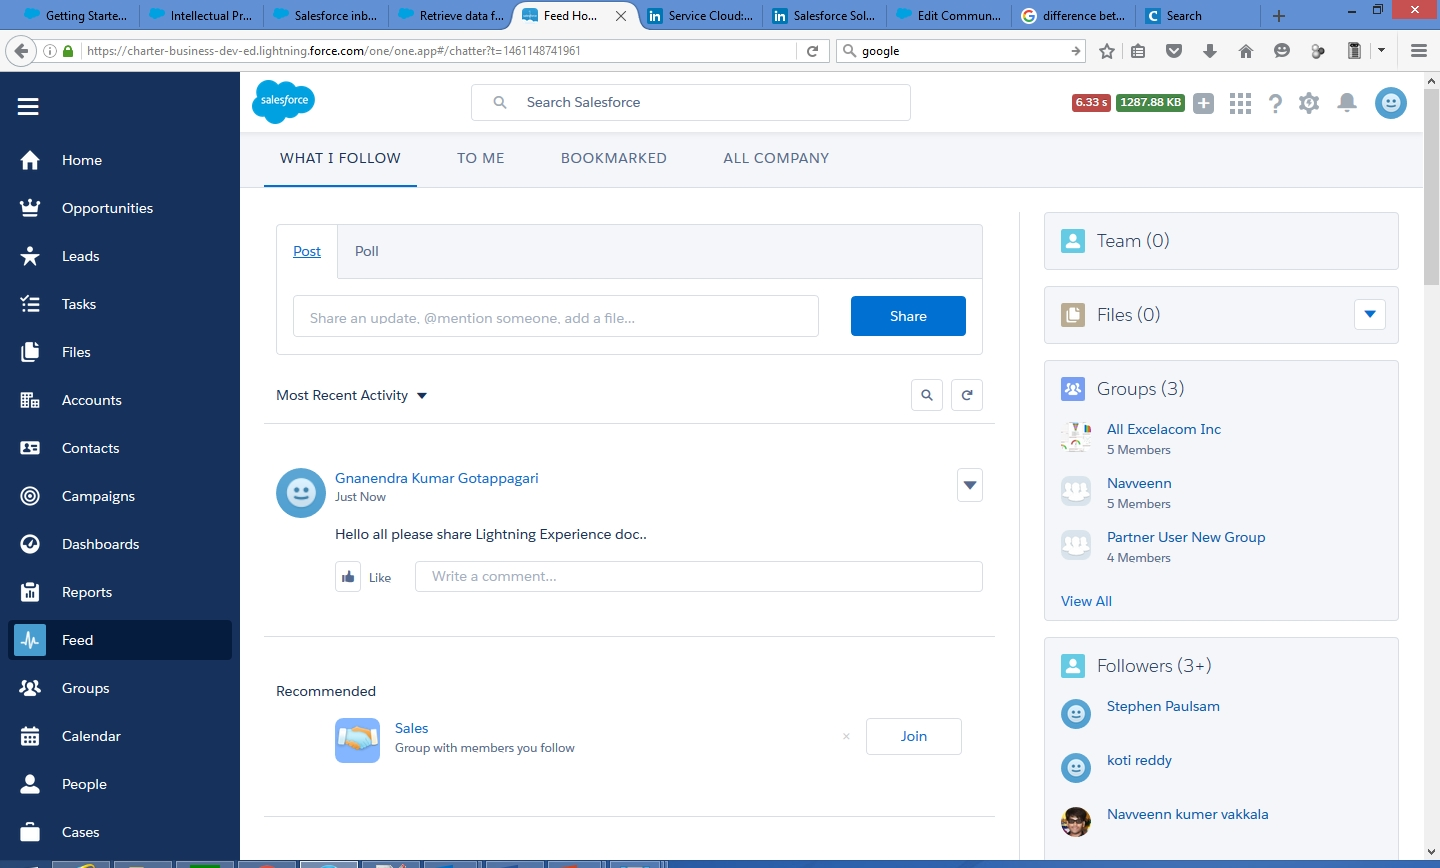 Getting Starte...
Intellectual Pr...
Salesforce inb...
Retrieve data f...
Feed Ho...
Service Cloud:...
Salesforce Sol...
Edit Commun...
difference bet...
Search
https://charter-business-dev-ed.lightning.force.com/one/one.app#/chatter?t=1461148741961
google
salesforce
Search Salesforce
6.33 s
1287.88 KB
Home
Opportunities
Leads
Tasks
Files
Accounts
Contacts
Campaigns
Dashboards
Reports
Feed
Groups
Calendar
People
Cases
WHAT I FOLLOW
TO ME
BOOKMARKED
ALL COMPANY
Post
Poll
Share an update, @mention someone, add a file...
Share
Most Recent Activity
Gnanendra Kumar Gotappagari
Just Now
Hello all please share Lightning Experience doc..
Like
Write a comment...
Recommended
Sales
Group with members you follow
Join
Team (0)
Files (0)
Groups (3)
All Excelacom Inc
5 Members
Navveenn
5 Members
Partner User New Group
4 Members
View All
Followers (3+)
Stephen Paulsam
koti reddy
Navveenn kumer vakkala